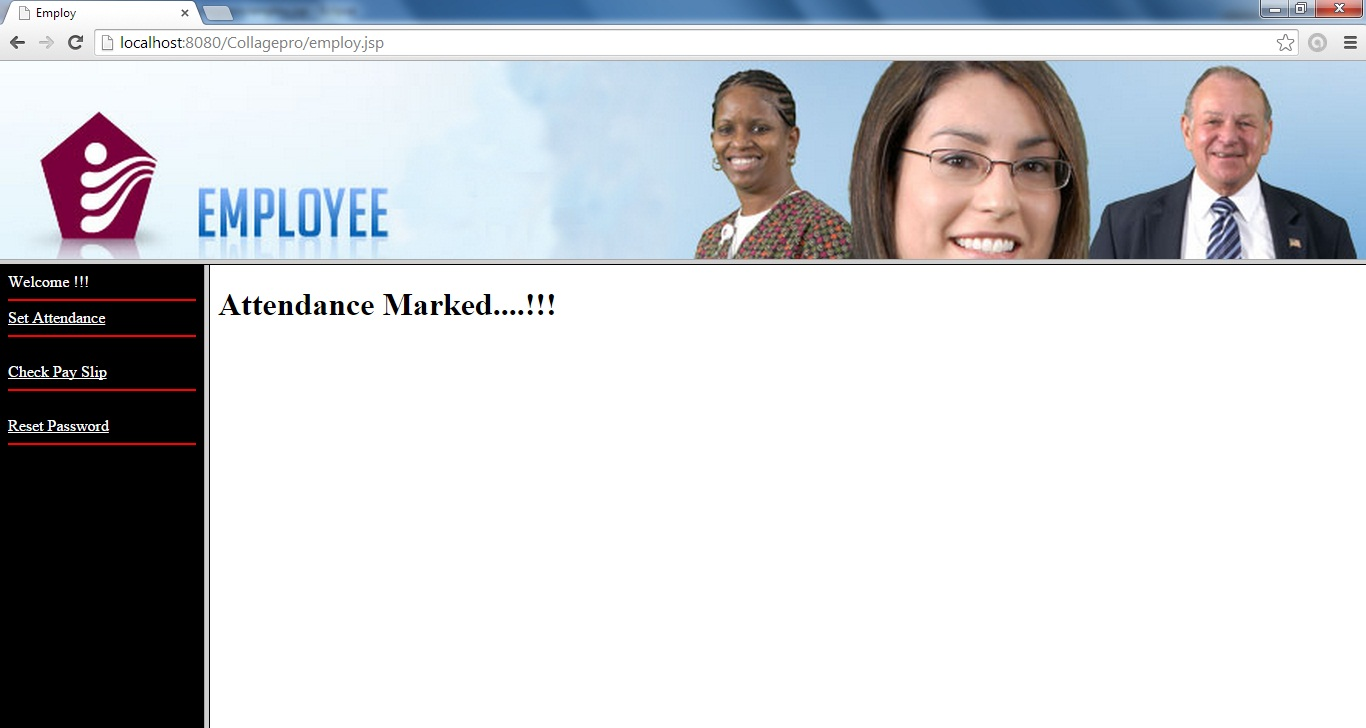 Employ
localhost:8080/Collagepro/employ.jsp
EMPLOYEE
Welcome !!!
Set Attendance
Check Pay Slip
Reset Password
Attendance Marked....!!!